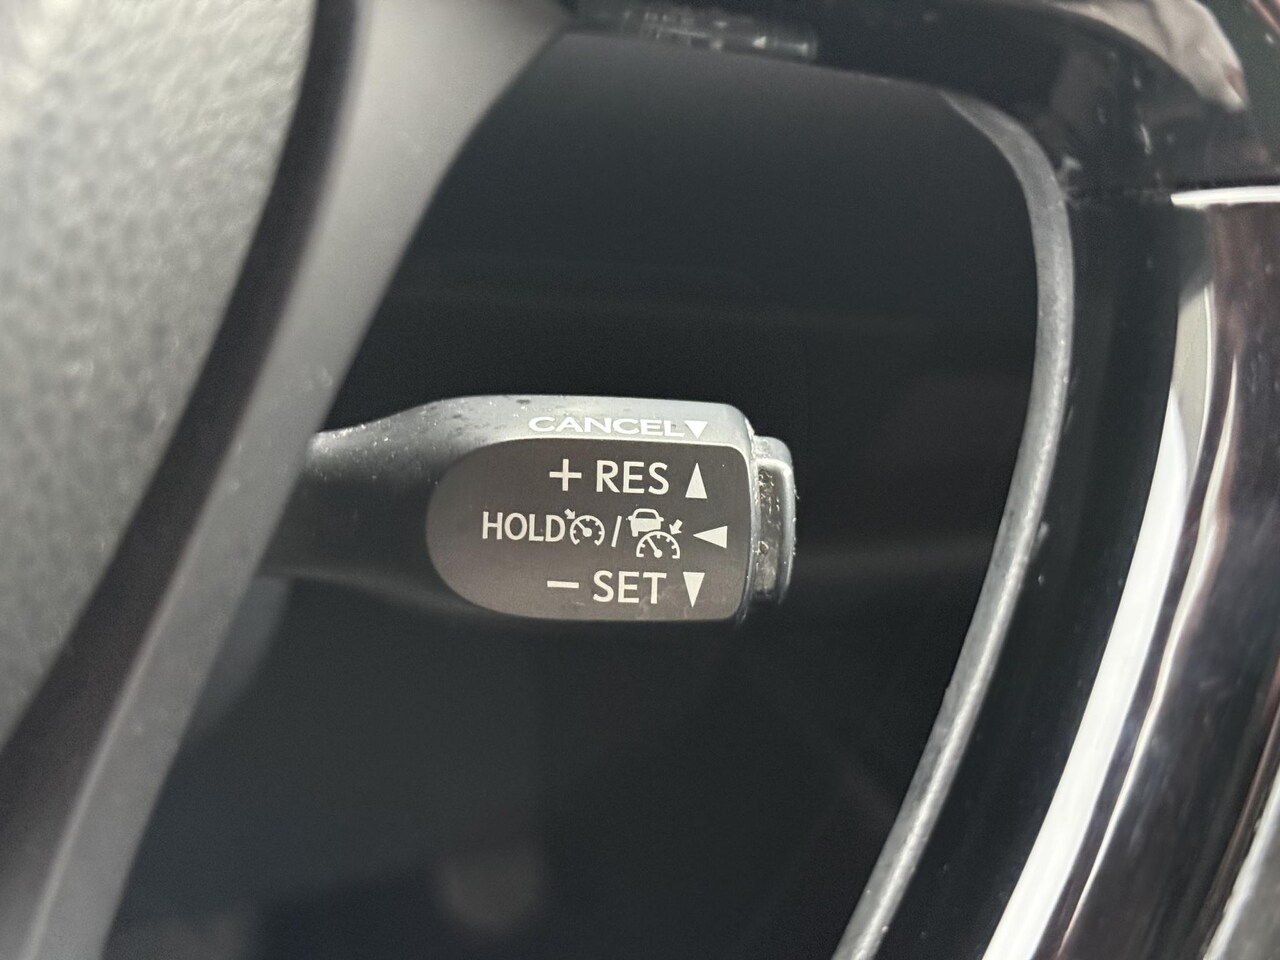 CANCEL▼
+ RES ▲
HOLD / ◀
− SET ▼